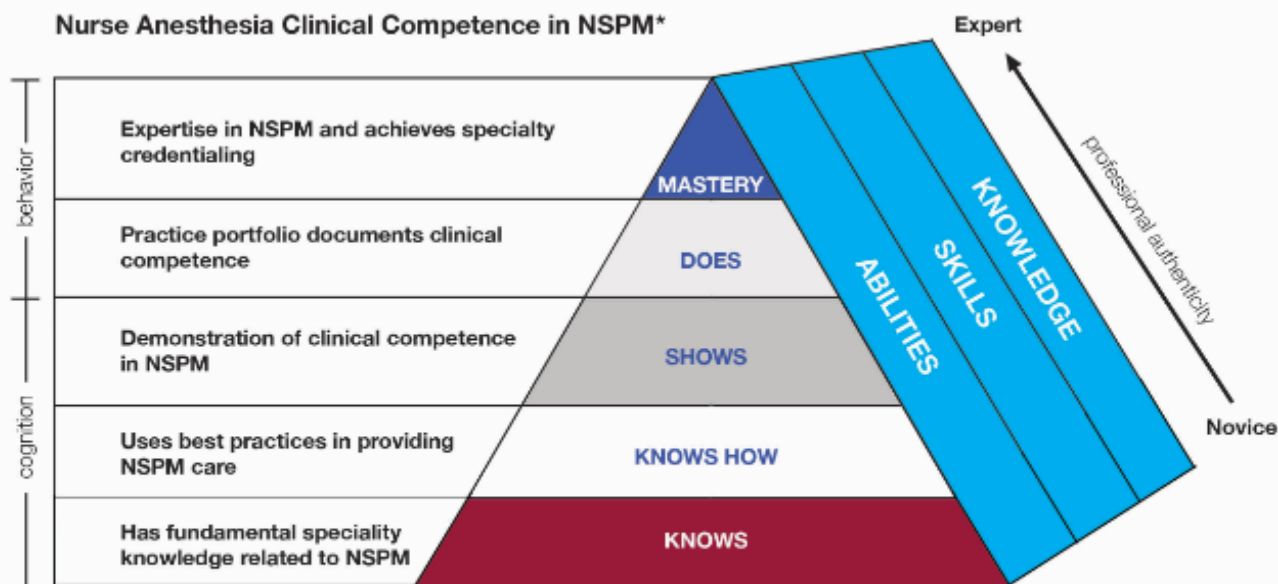 Nurse Anesthesia Clinical Competence in NSPM*
Expert
Expertise in NSPM and achieves specialty
credentialing
MASTERY
Practice portfolio documents clinical
competence
DOES
Demonstration of clinical competence
in NSPM
SHOWS
Uses best practices in providing
NSPM care
KNOWS HOW
Has fundamental speciality
knowledge related to NSPM
KNOWS
behavior
cognition
ABILITIES
SKILLS
KNOWLEDGE
professional authenticity
Novice